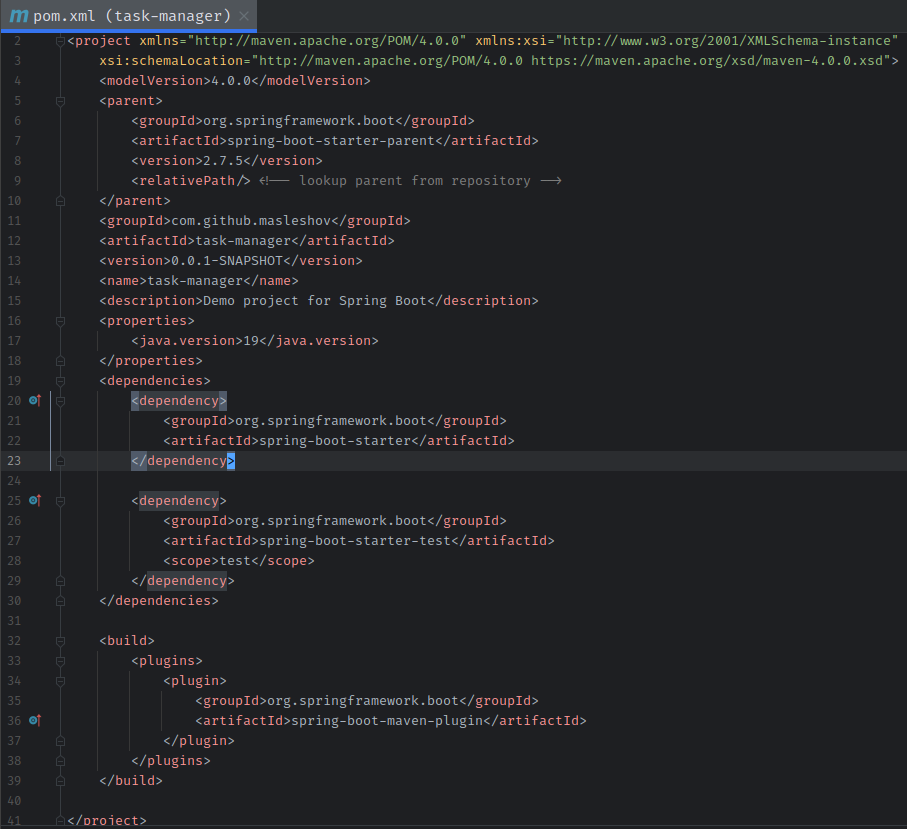 m pom.xml (task-manager)
2 <project xmlns="http://maven.apache.org/POM/4.0.0" xmlns:xsi="http://www.w3.org/2001/XMLSchema-instance"
3     xsi:schemaLocation="http://maven.apache.org/POM/4.0.0 https://maven.apache.org/xsd/maven-4.0.0.xsd">
4     <modelVersion>4.0.0</modelVersion>
5     <parent>
6         <groupId>org.springframework.boot</groupId>
7         <artifactId>spring-boot-starter-parent</artifactId>
8         <version>2.7.5</version>
9         <relativePath/> <!-- lookup parent from repository -->
10     </parent>
11     <groupId>com.github.masleshov</groupId>
12     <artifactId>task-manager</artifactId>
13     <version>0.0.1-SNAPSHOT</version>
14     <name>task-manager</name>
15     <description>Demo project for Spring Boot</description>
16     <properties>
17         <java.version>19</java.version>
18     </properties>
19     <dependencies>
20         <dependency>
21             <groupId>org.springframework.boot</groupId>
22             <artifactId>spring-boot-starter</artifactId>
23         </dependency>
24
25         <dependency>
26             <groupId>org.springframework.boot</groupId>
27             <artifactId>spring-boot-starter-test</artifactId>
28             <scope>test</scope>
29         </dependency>
30     </dependencies>
31
32     <build>
33         <plugins>
34             <plugin>
35                 <groupId>org.springframework.boot</groupId>
36                 <artifactId>spring-boot-maven-plugin</artifactId>
37             </plugin>
38         </plugins>
39     </build>
40
41 </project>